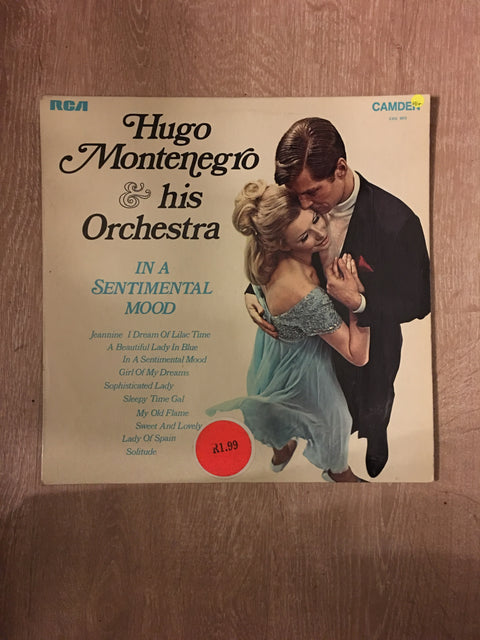 RCA
CAMDEN
Hugo
Montenegro
& his
Orchestra
IN A
SENTIMENTAL
MOOD
Jeannine I Dream Of Lilac Time
A Beautiful Lady In Blue
In A Sentimental Mood
Girl Of My Dreams
Sophisticated Lady
Sleepy Time Gal
My Old Flame
Sweet And Lovely
Lady Of Spain
Solitude
R1.99